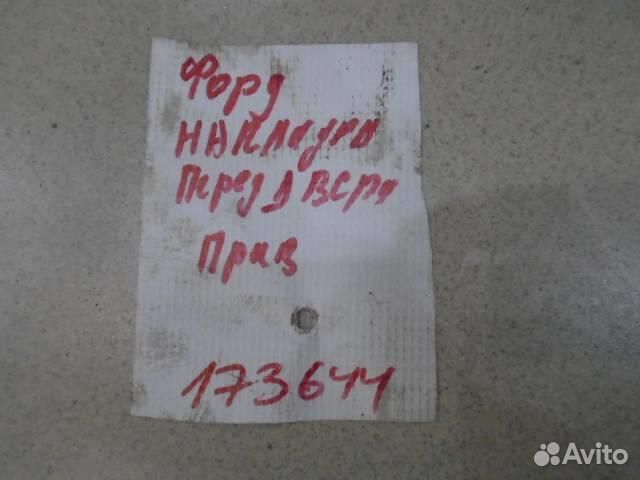 Форд
НАКЛАДКА
Перед ДВЕРИ
Прав
173644
Avito